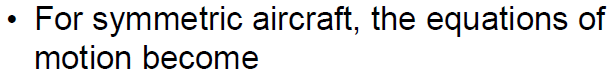 • For symmetric aircraft, the equations of
motion become